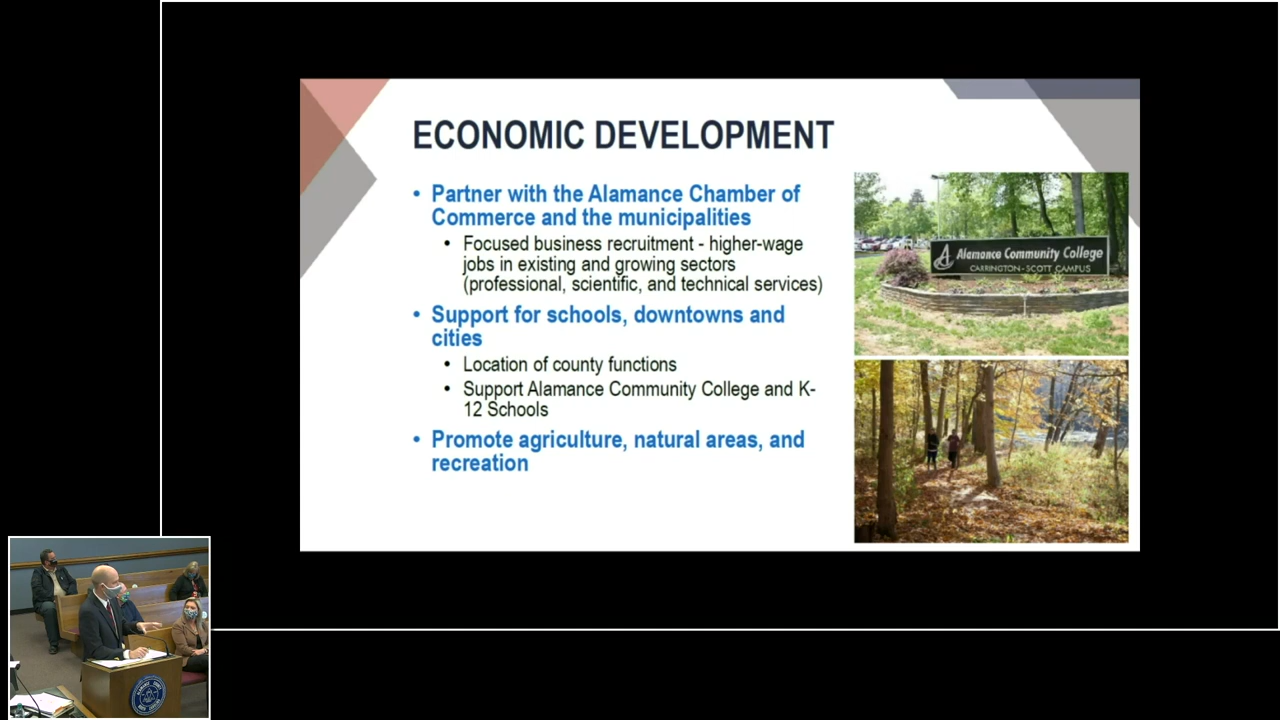 ECONOMIC DEVELOPMENT
• Partner with the Alamance Chamber of
Commerce and the municipalities
• Focused business recruitment - higher-wage
jobs in existing and growing sectors
(professional, scientific, and technical services)
• Support for schools, downtowns and
cities
• Location of county functions
• Support Alamance Community College and K-
12 Schools
• Promote agriculture, natural areas, and
recreation
Alamance Community College
CARRINGTON - SCOTT CAMPUS